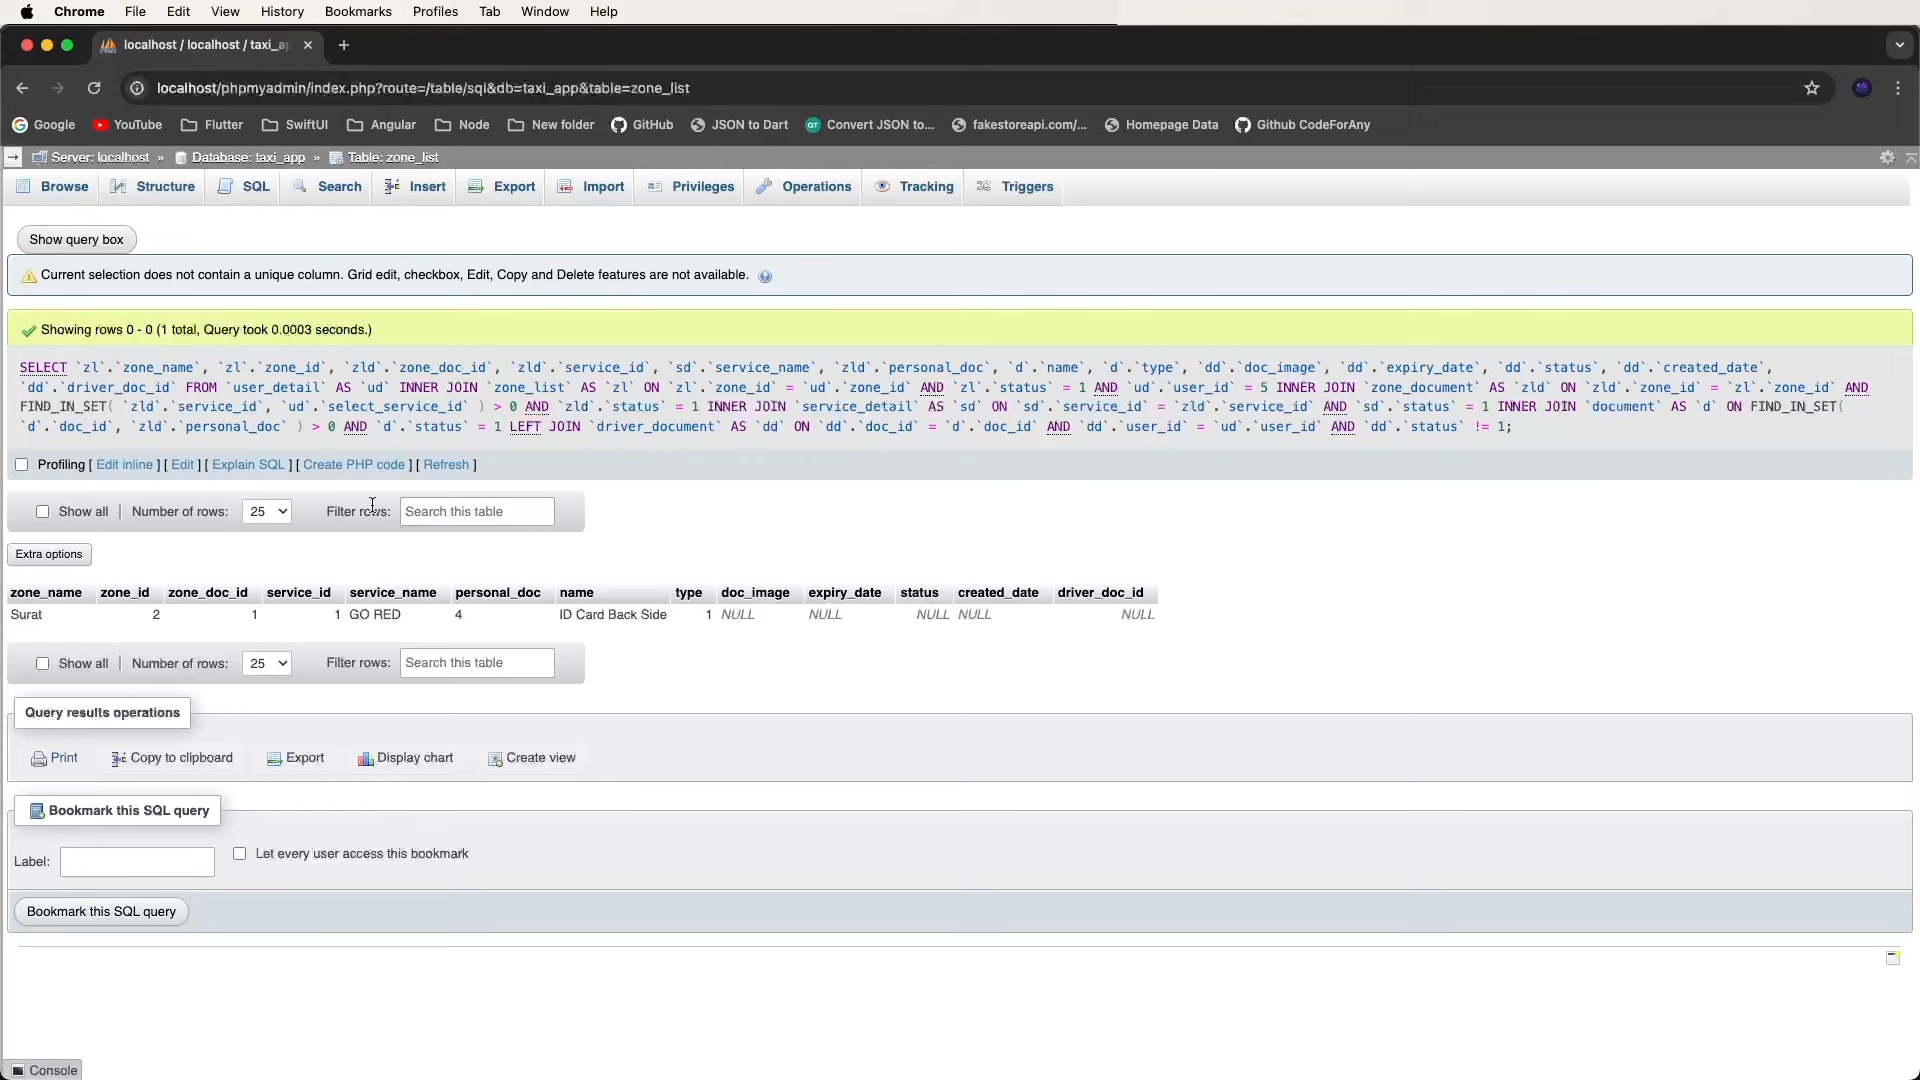 Chrome File Edit View History Bookmarks Profiles Tab Window Help
localhost / localhost / taxi_ap
localhost/phpmyadmin/index.php?route=/table/sql&db=taxi_app&table=zone_list
Google YouTube Flutter SwiftUI Angular Node New folder GitHub JSON to Dart Convert JSON to... fakestoreapi.com/... Homepage Data Github CodeForAny
Server: localhost » Database: taxi_app » Table: zone_list
Browse Structure SQL Search Insert Export Import Privileges Operations Tracking Triggers
Show query box
Current selection does not contain a unique column. Grid edit, checkbox, Edit, Copy and Delete features are not available.
Showing rows 0 - 0 (1 total, Query took 0.0003 seconds.)
SELECT `zl`.`zone_name`, `zl`.`zone_id`, `zld`.`zone_doc_id`, `zld`.`service_id`, `sd`.`service_name`, `zld`.`personal_doc`, `d`.`name`, `d`.`type`, `dd`.`doc_image`, `dd`.`expiry_date`, `dd`.`status`, `dd`.`created_date`,
`dd`.`driver_doc_id` FROM `user_detail` AS `ud` INNER JOIN `zone_list` AS `zl` ON `zl`.`zone_id` = `ud`.`zone_id` AND `zl`.`status` = 1 AND `ud`.`user_id` = 5 INNER JOIN `zone_document` AS `zld` ON `zld`.`zone_id` = `zl`.`zone_id` AND
FIND_IN_SET( `zld`.`service_id`, `ud`.`select_service_id` ) > 0 AND `zld`.`status` = 1 INNER JOIN `service_detail` AS `sd` ON `sd`.`service_id` = `zld`.`service_id` AND `sd`.`status` = 1 INNER JOIN `document` AS `d` ON FIND_IN_SET(
`d`.`doc_id`, `zld`.`personal_doc` ) > 0 AND `d`.`status` = 1 LEFT JOIN `driver_document` AS `dd` ON `dd`.`doc_id` = `d`.`doc_id` AND `dd`.`user_id` = `ud`.`user_id` AND `dd`.`status` != 1;
Profiling [ Edit inline ] [ Edit ] [ Explain SQL ] [ Create PHP code ] [ Refresh ]
Show all | Number of rows: 25 Filter rows: Search this table
Extra options
zone_name zone_id zone_doc_id service_id service_name personal_doc name type doc_image expiry_date status created_date driver_doc_id
Surat 2 1 1 GO RED 4 ID Card Back Side 1 NULL NULL NULL NULL NULL
Show all | Number of rows: 25 Filter rows: Search this table
Query results operations
Print Copy to clipboard Export Display chart Create view
Bookmark this SQL query
Label: Let every user access this bookmark
Bookmark this SQL query
Console